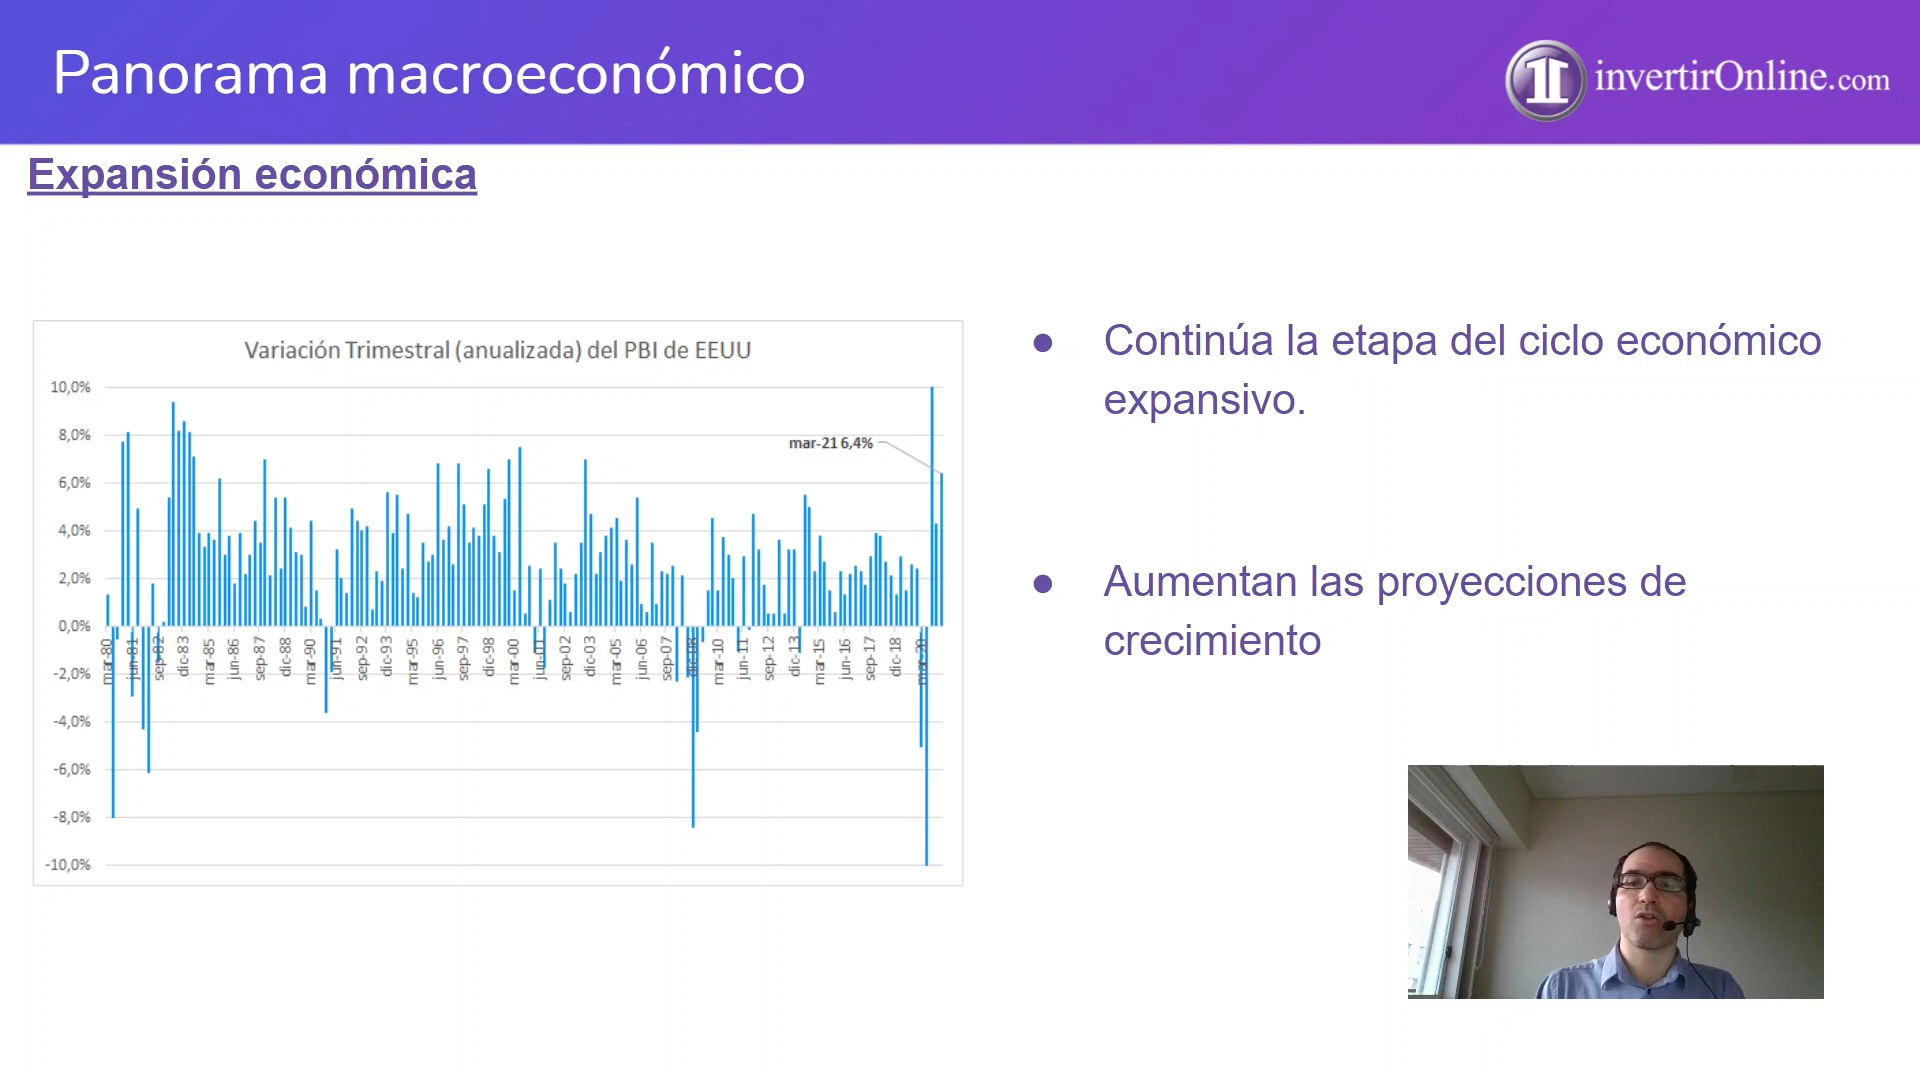 Panorama macroeconómico
invertirOnline.com
Expansión económica
Variación Trimestral (anualizada) del PBI de EEUU
10,0%
8,0%
6,0%
4,0%
2,0%
0,0%
-2,0%
-4,0%
-6,0%
-8,0%
-10,0%
mar-21 6,4%
mar-80
jun-81
sep-82
dic-83
mar-85
jun-86
sep-87
dic-88
mar-90
jun-91
sep-92
dic-93
mar-95
jun-96
sep-97
dic-98
mar-00
jun-01
sep-02
dic-03
mar-05
jun-06
sep-07
dic-08
mar-10
jun-11
sep-12
dic-13
mar-15
jun-16
sep-17
dic-18
mar-20
● Continúa la etapa del ciclo económico
expansivo.
● Aumentan las proyecciones de
crecimiento